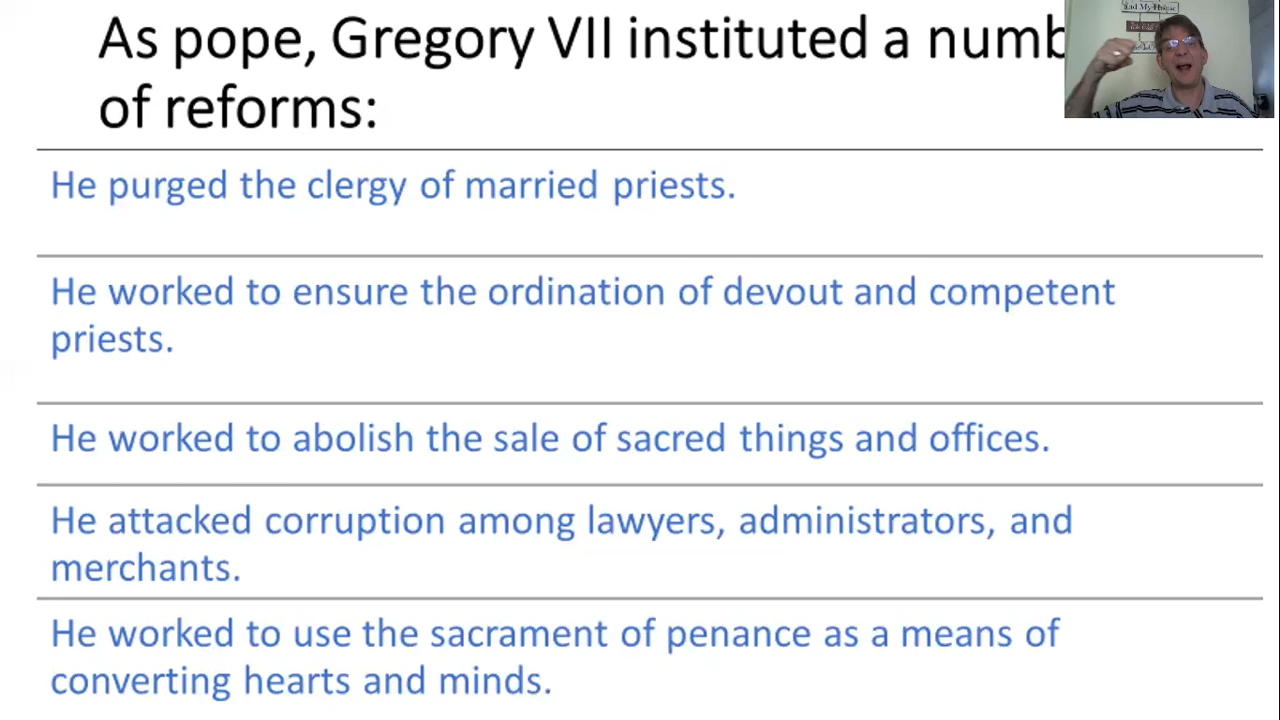 As pope, Gregory VII instituted a numb
of reforms:
He purged the clergy of married priests.
He worked to ensure the ordination of devout and competent
priests.
He worked to abolish the sale of sacred things and offices.
He attacked corruption among lawyers, administrators, and
merchants.
He worked to use the sacrament of penance as a means of
converting hearts and minds.